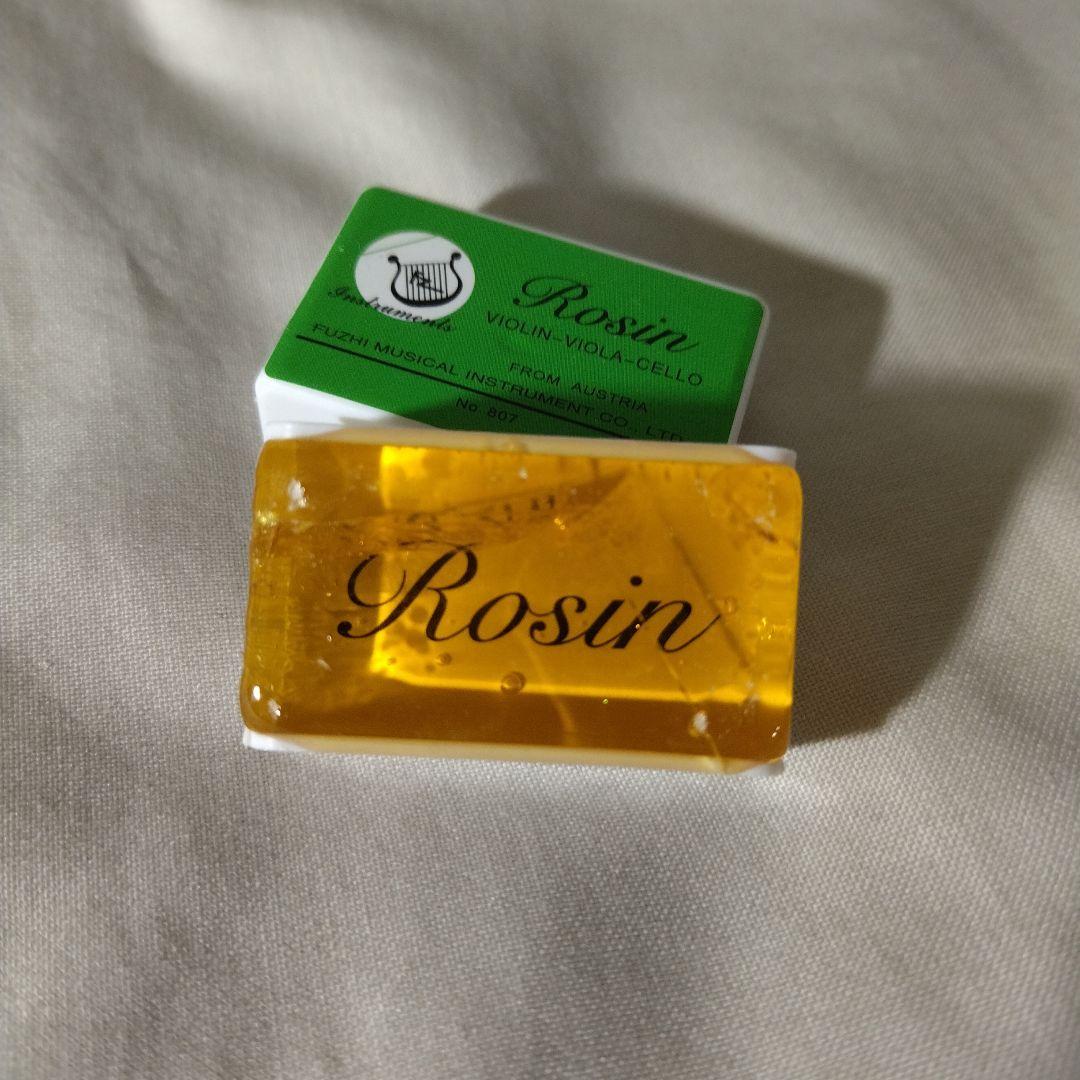 Instruments
Rosin
VIOLIN-VIOLA-CELLO
FROM AUSTRIA
FUZHI MUSICAL INSTRUMENT CO., LTD
No. 807
Rosin